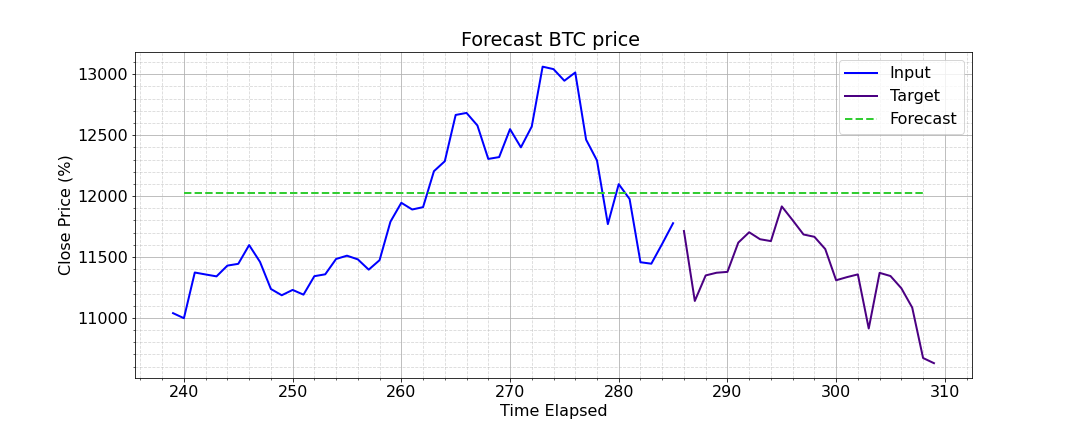 Forecast BTC price
Close Price (%)
13000
12500
12000
11500
11000
Input
Target
Forecast
240 250 260 270 280 290 300 310
Time Elapsed